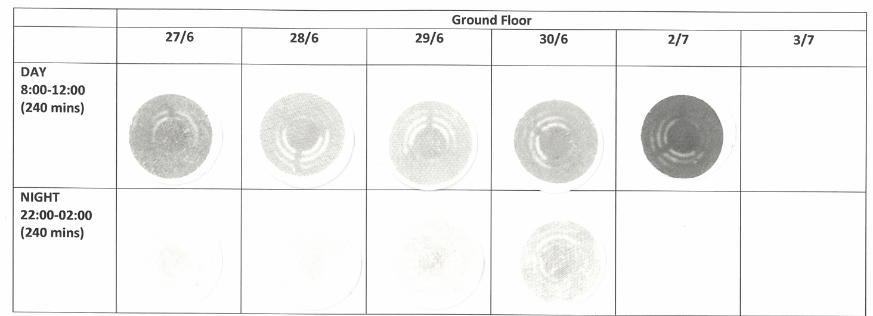 Ground Floor
27/6 28/6 29/6 30/6 2/7 3/7
DAY
8:00-12:00
(240 mins)
NIGHT
22:00-02:00
(240 mins)